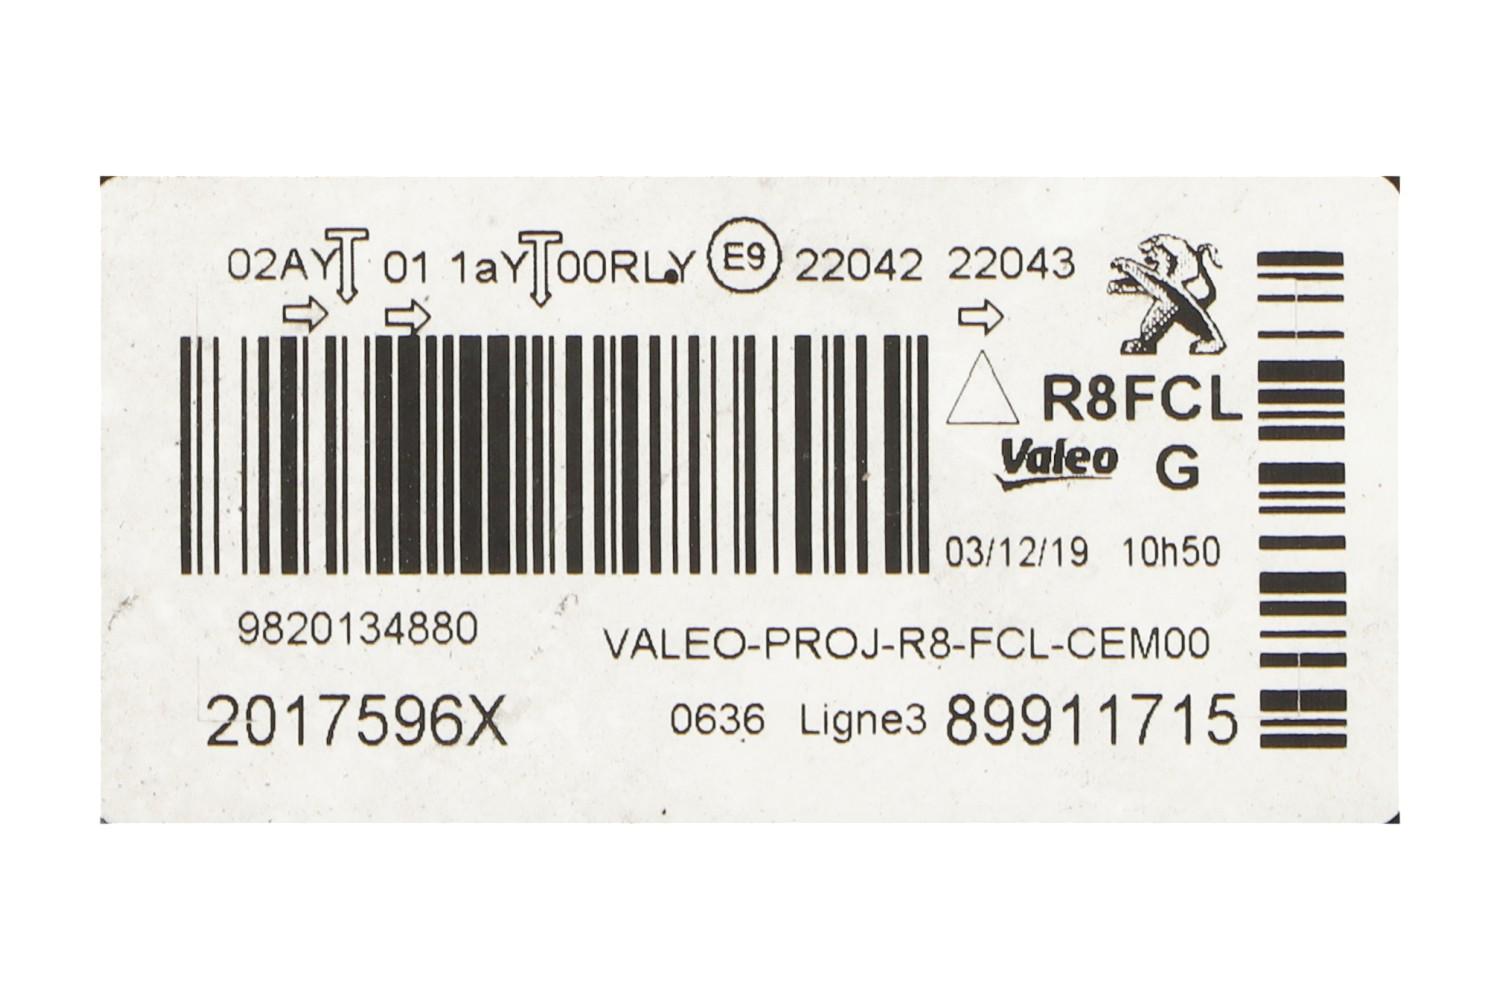 02AY 01 1aY 00RL.Y E9 22042 22043
R8FCL
Valeo G
03/12/19 10h50
9820134880 VALEO-PROJ-R8-FCL-CEM00
2017596X 0636 Ligne3 89911715